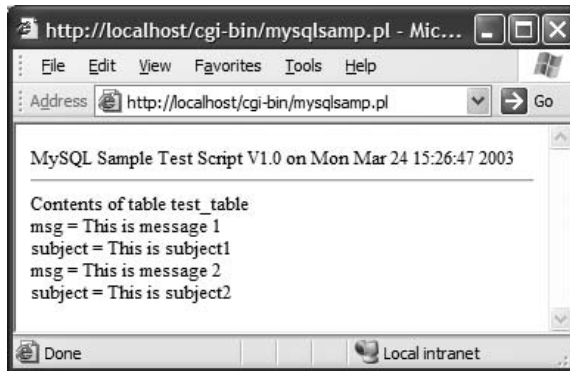 http://localhost/cgi-bin/mysqlsamp.pl - Mic...
File Edit View Favorites Tools Help
Address http://localhost/cgi-bin/mysqlsamp.pl Go
MySQL Sample Test Script V1.0 on Mon Mar 24 15:26:47 2003
Contents of table test_table
msg = This is message 1
subject = This is subject1
msg = This is message 2
subject = This is subject2
Done Local intranet